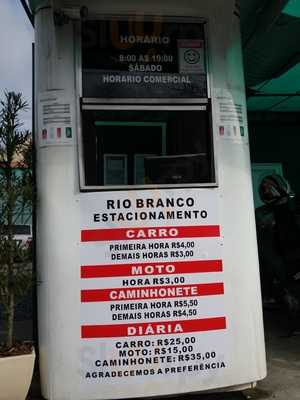 HORÁRIO
8:00 ÀS 19:00
SÁBADO
HORARIO COMERCIAL
RIO BRANCO
ESTACIONAMENTO
CARRO
PRIMEIRA HORA R$4,00
DEMAIS HORAS R$3,00
MOTO
HORA R$3,00
CAMINHONETE
PRIMEIRA HORA R$5,50
DEMAIS HORAS R$4,50
DIÁRIA
CARRO: R$25,00
MOTO: R$15,00
CAMINHONETE: R$35,00
AGRADECEMOS A PREFERÊNCIA